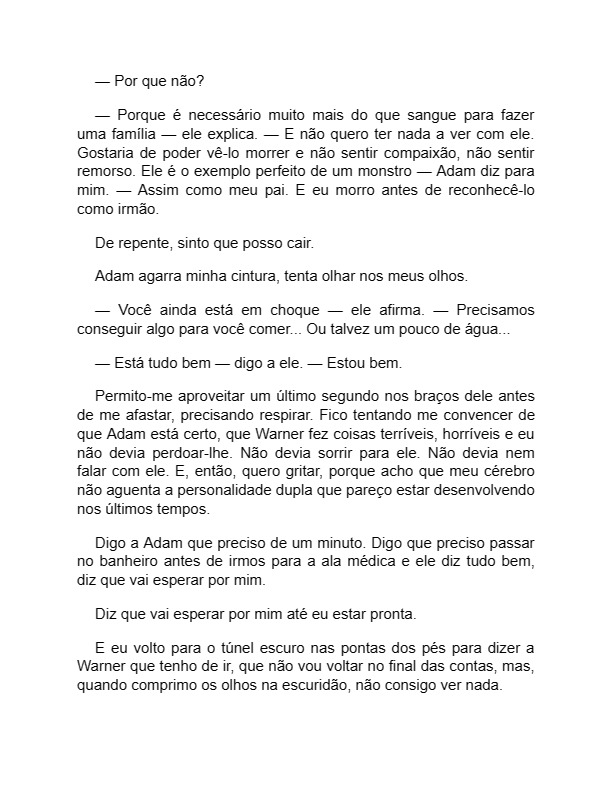 — Por que não?
— Porque é necessário muito mais do que sangue para fazer
uma família — ele explica. — E não quero ter nada a ver com ele.
Gostaria de poder vê-lo morrer e não sentir compaixão, não sentir
remorso. Ele é o exemplo perfeito de um monstro — Adam diz para
mim. — Assim como meu pai. E eu morro antes de reconhecê-lo
como irmão.
De repente, sinto que posso cair.
Adam agarra minha cintura, tenta olhar nos meus olhos.
— Você ainda está em choque — ele afirma. — Precisamos
conseguir algo para você comer... Ou talvez um pouco de água...
— Está tudo bem — digo a ele. — Estou bem.
Permito-me aproveitar um último segundo nos braços dele antes
de me afastar, precisando respirar. Fico tentando me convencer de
que Adam está certo, que Warner fez coisas terríveis, horríveis e eu
não devia perdoar-lhe. Não devia sorrir para ele. Não devia nem
falar com ele. E, então, quero gritar, porque acho que meu cérebro
não aguenta a personalidade dupla que pareço estar desenvolvendo
nos últimos tempos.
Digo a Adam que preciso de um minuto. Digo que preciso passar
no banheiro antes de irmos para a ala médica e ele diz tudo bem,
diz que vai esperar por mim.
Diz que vai esperar por mim até eu estar pronta.
E eu volto para o túnel escuro nas pontas dos pés para dizer a
Warner que tenho de ir, que não vou voltar no final das contas, mas,
quando comprimo os olhos na escuridão, não consigo ver nada.